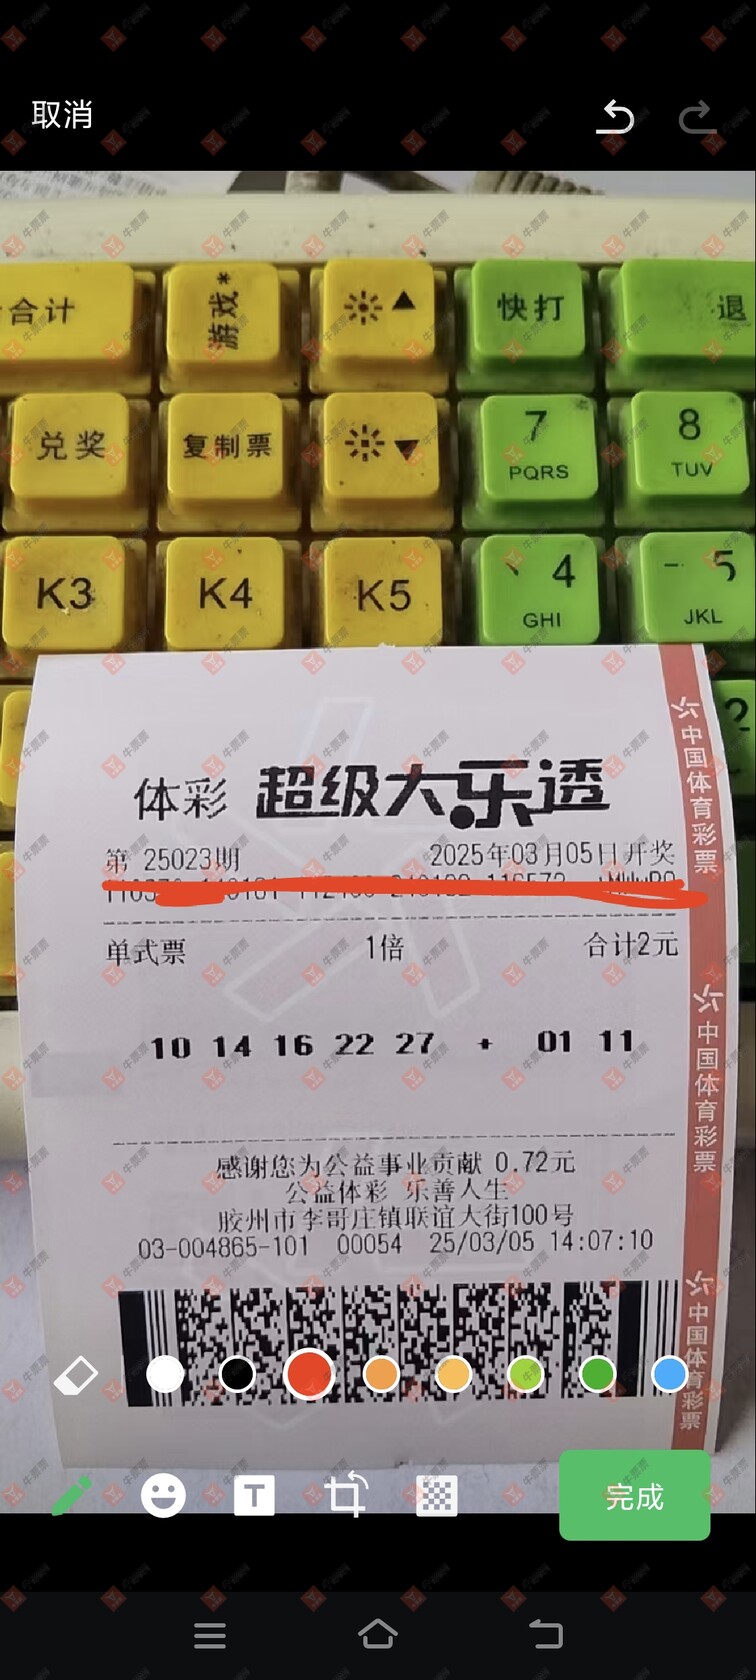 取消
合计
游戏*
快打
退
兑奖
复制票
7
PQRS
8
TUV
K3
K4
K5
4
GHI
5
JKL
2
体彩 超级大乐透
第 25023期 2025年03月05日开奖
单式票 1倍 合计2元
10 14 16 22 27 + 01 11
感谢您为公益事业贡献 0.72元
公益体彩 乐善人生
胶州市李哥庄镇联谊大街100号
03-004865-101 00054 25/03/05 14:07:10
中国体育彩票
中国体育彩票
中国体育彩票
T
完成
牛票票